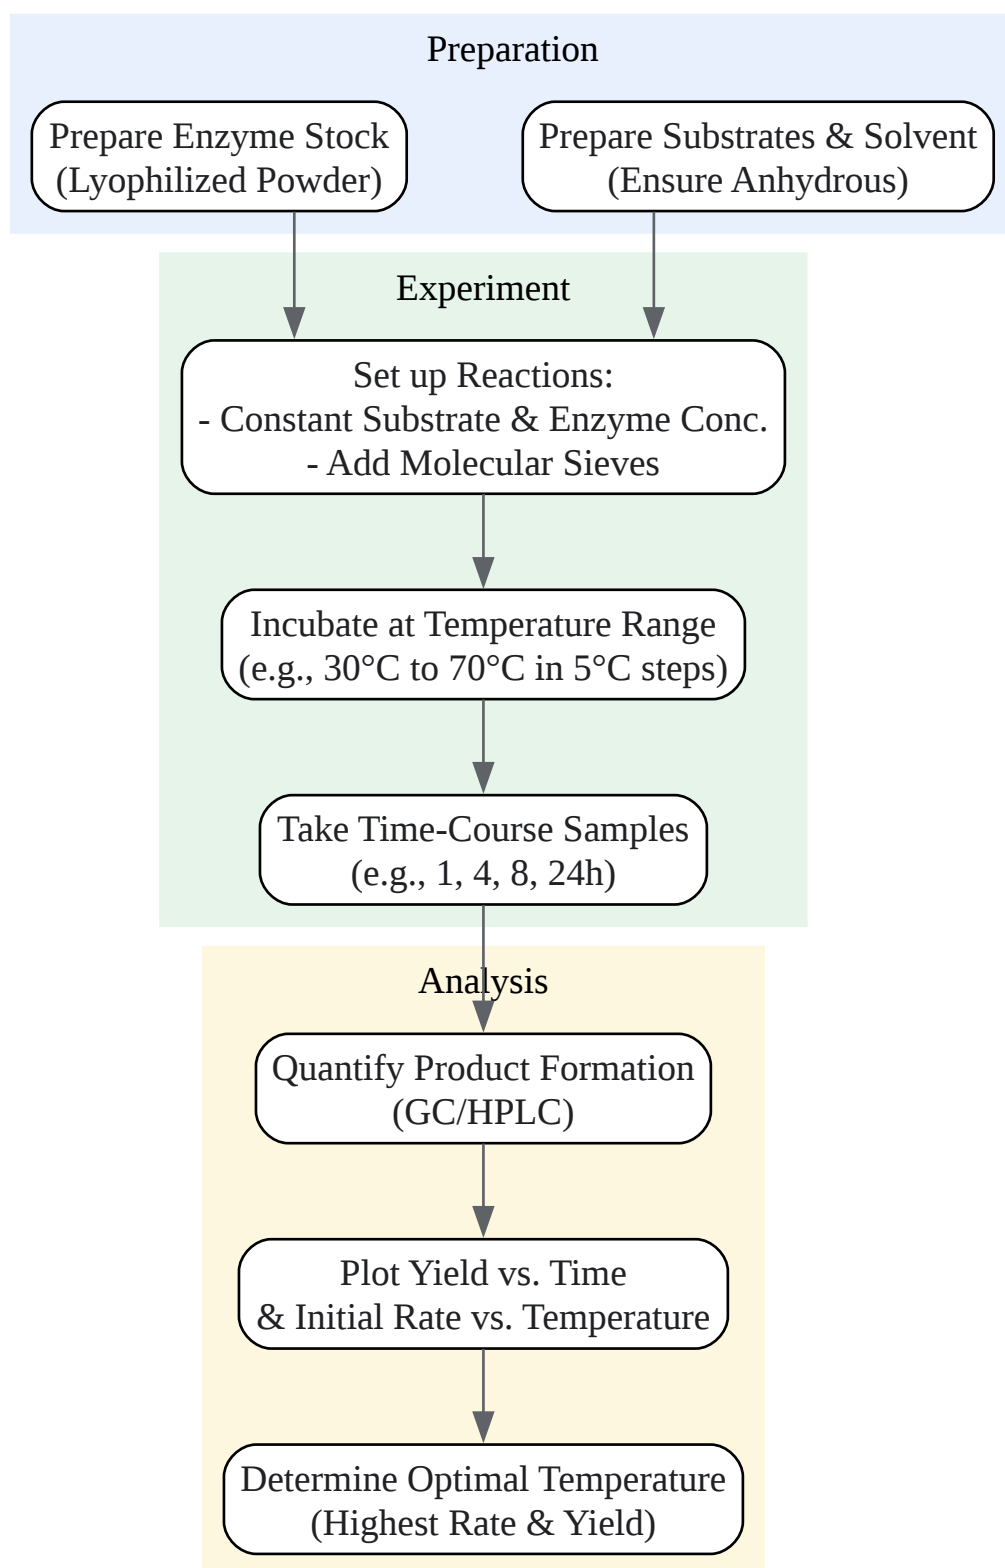 Preparation
Prepare Enzyme Stock
(Lyophilized Powder)
Prepare Substrates & Solvent
(Ensure Anhydrous)
Experiment
Set up Reactions:
- Constant Substrate & Enzyme Conc.
- Add Molecular Sieves
Incubate at Temperature Range
(e.g., 30°C to 70°C in 5°C steps)
Take Time-Course Samples
(e.g., 1, 4, 8, 24h)
Analysis
Quantify Product Formation
(GC/HPLC)
Plot Yield vs. Time
& Initial Rate vs. Temperature
Determine Optimal Temperature
(Highest Rate & Yield)